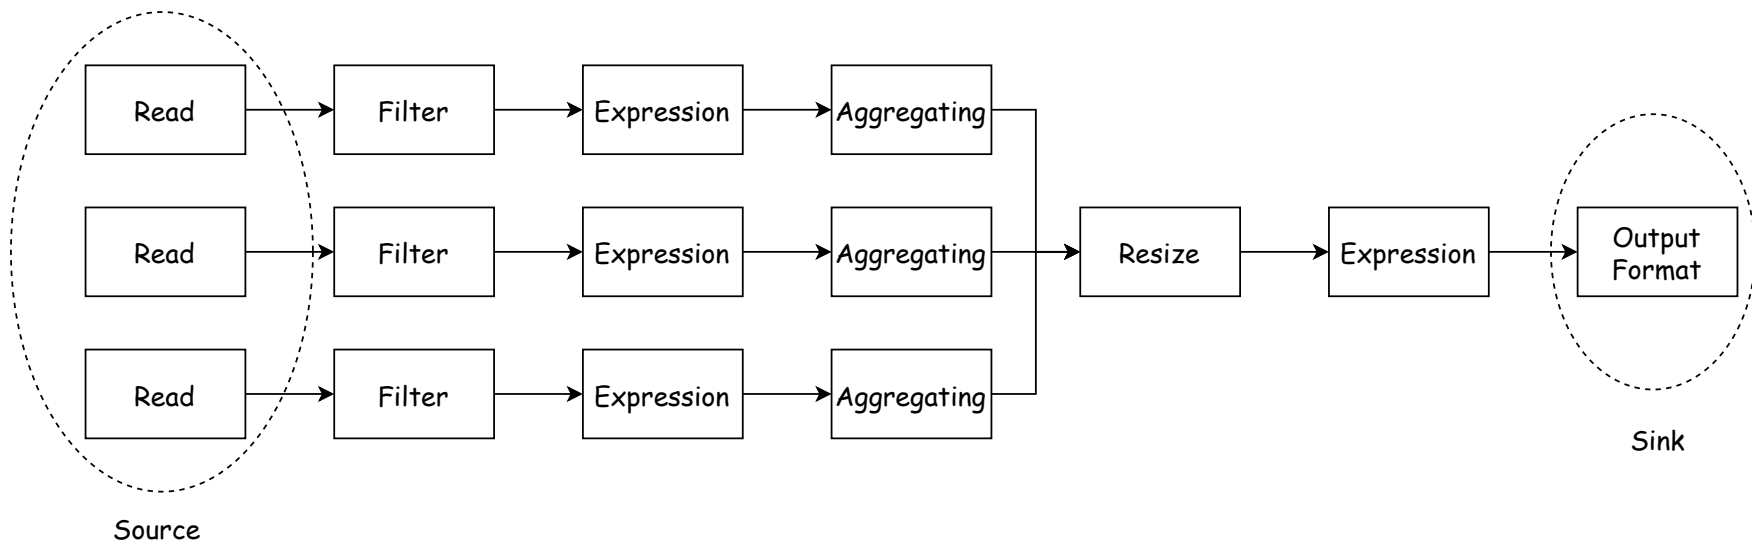 Read
Filter
Expression
Aggregating
Read
Filter
Expression
Aggregating
Resize
Expression
Output
Format
Read
Filter
Expression
Aggregating
Sink
Source